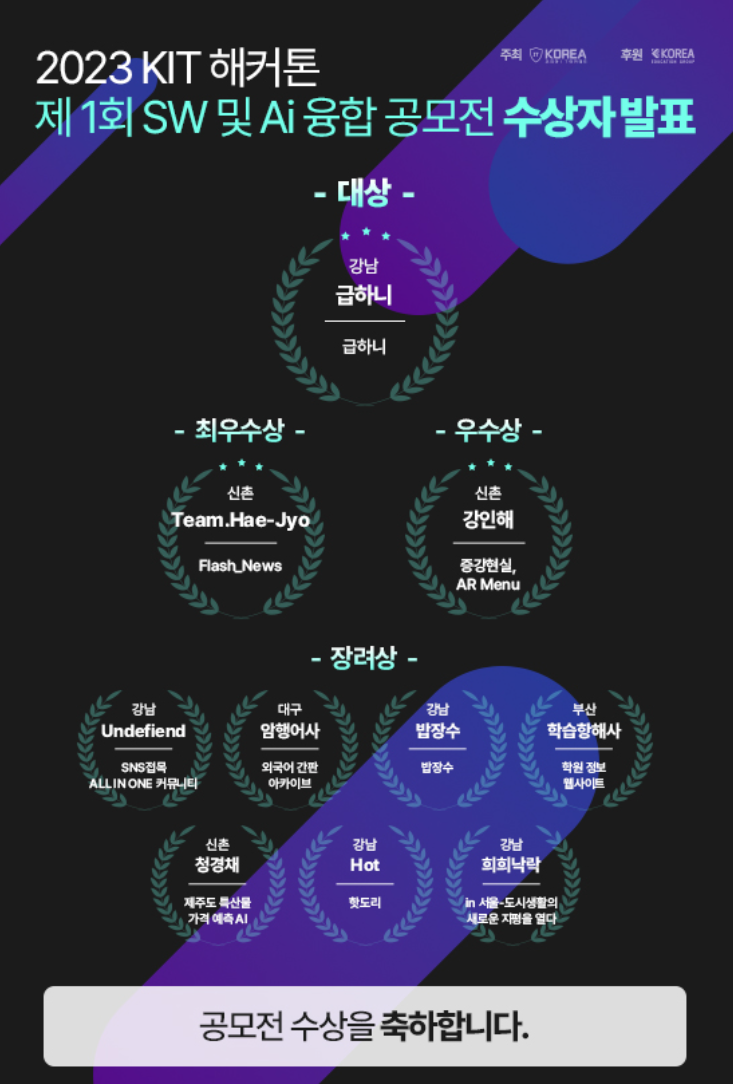 2023 KIT 해커톤
주최 KOREA 후원 KOREA
제 1회 SW 및 Ai 융합 공모전 수상자 발표
- 대상 -
강남
급하니
급하니
- 최우수상 -
신촌
Team.Hae-Jyo
Flash_News
- 우수상 -
신촌
강인해
증강현실,
AR Menu
- 장려상 -
강남
Undefiend
SNS접목
ALL IN ONE 커뮤니티
대구
암행어사
외국어 간판
아카이브
강남
밥장수
밥장수
부산
학습항해사
학원 정보
웹사이트
신촌
청경채
제주도 특산물
가격 예측 AI
강남
Hot
핫도리
강남
희희낙락
in 서울-도시생활의
새로운 지평을 열다
공모전 수상을 축하합니다.